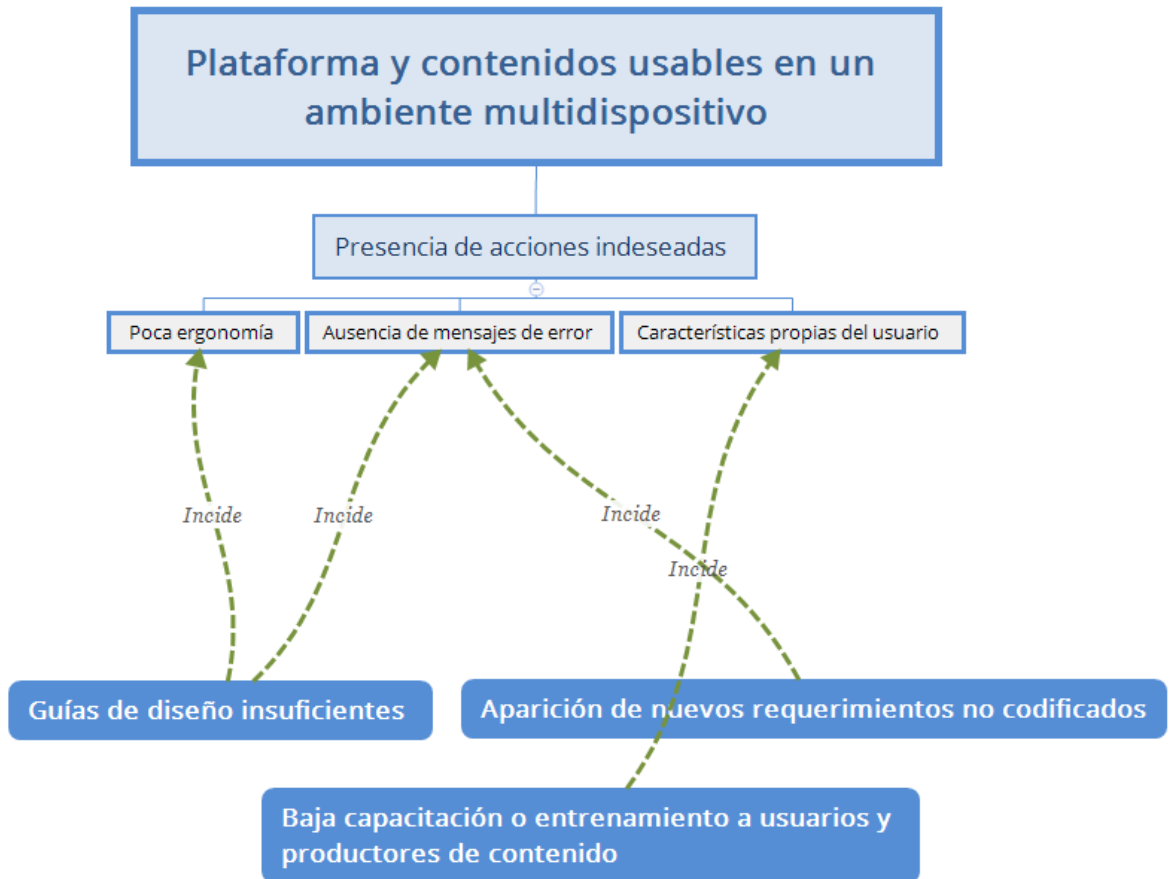 Plataforma y contenidos usables en un
ambiente multidispositivo
Presencia de acciones indeseadas
Poca ergonomía
Ausencia de mensajes de error
Características propias del usuario
Incide
Incide
Incide
Incide
Guías de diseño insuficientes
Aparición de nuevos requerimientos no codificados
Baja capacitación o entrenamiento a usuarios y
productores de contenido